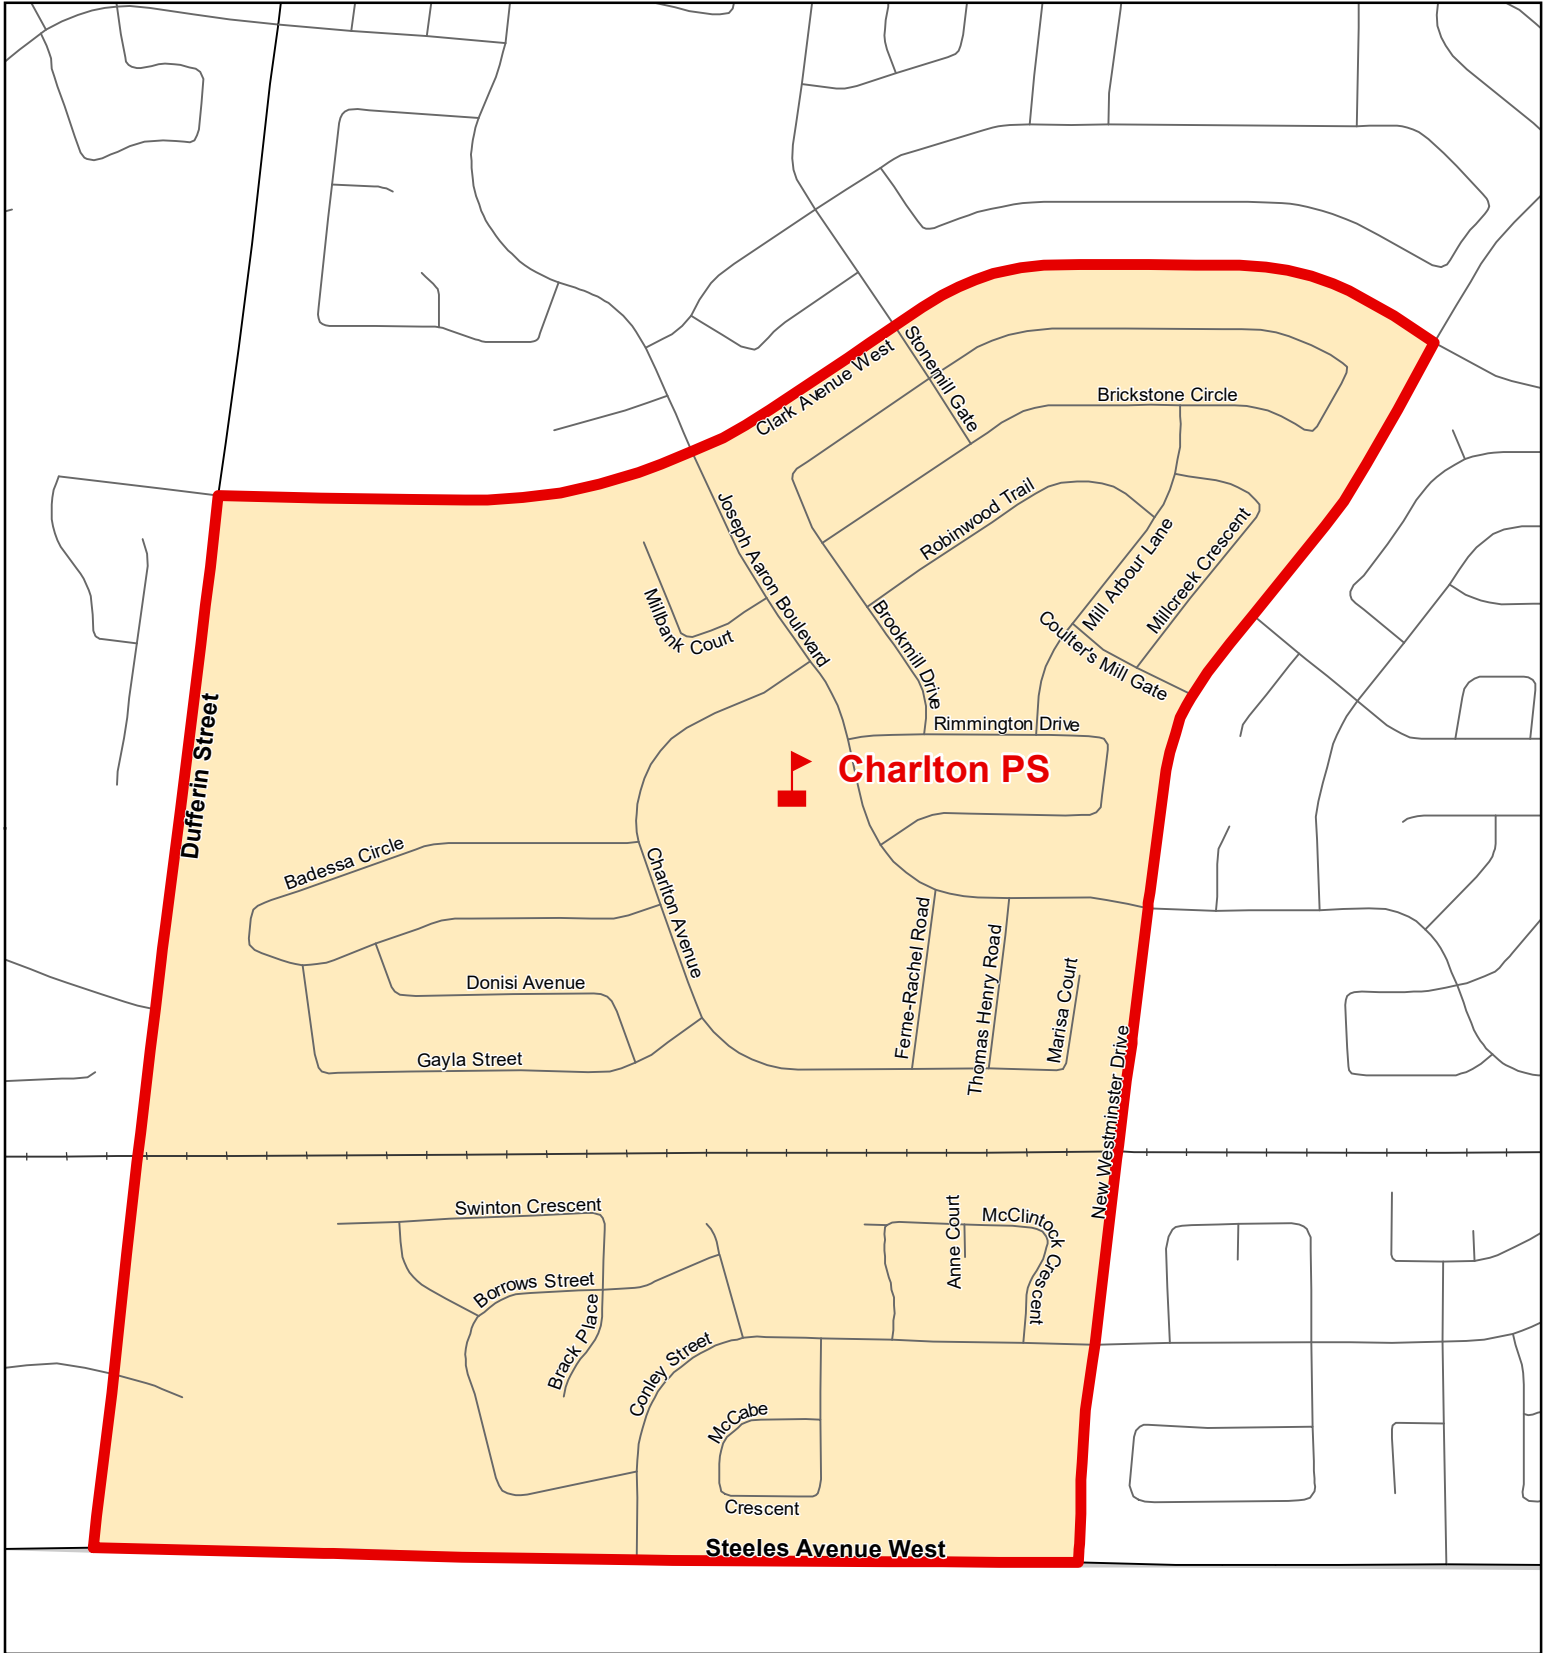 Clark Avenue West
Stonemill Gate
Brickstone Circle
Joseph Aaron Boulevard
Robinwood Trail
Mill Arbour Lane
Millcreek Crescent
Millbank Court
Brookmill Drive
Coulter's Mill Gate
Dufferin Street
Rimmington Drive
Charlton PS
Badessa Circle
Charlton Avenue
Ferne-Rachel Road
Thomas Henry Road
Marisa Court
Donisi Avenue
Gayla Street
New Westminster Drive
Swinton Crescent
Anne Court
McClintock Crescent
Borrows Street
Brack Place
Conley Street
McCabe
Crescent
Steeles Avenue West